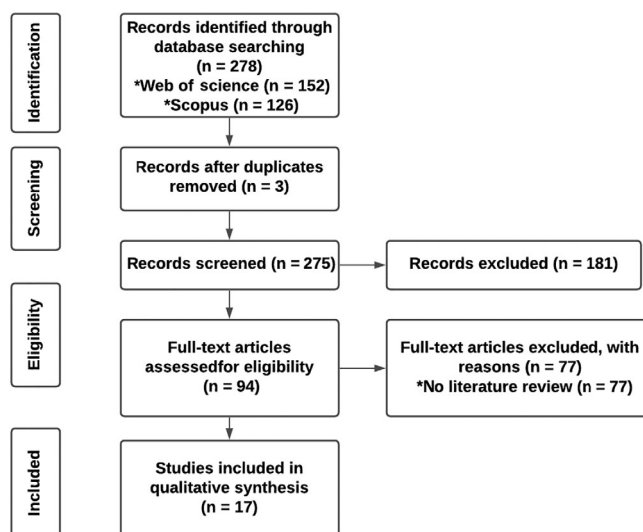 Identification
Records identified through
database searching
(n = 278)
*Web of science (n = 152)
*Scopus (n = 126)
Screening
Records after duplicates
removed (n = 3)
Records screened (n = 275)
Records excluded (n = 181)
Eligibility
Full-text articles
assessedfor eligibility
(n = 94)
Full-text articles excluded, with
reasons (n = 77)
*No literature review (n = 77)
Included
Studies included in
qualitative synthesis
(n = 17)